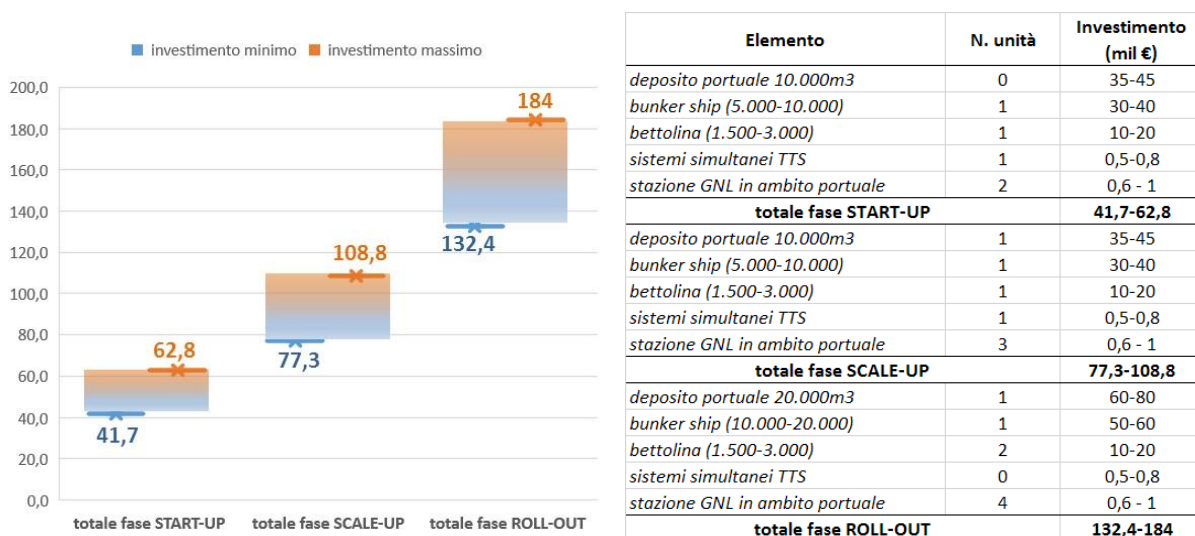 investimento minimo investimento massimo
200,0
180,0
160,0
140,0
120,0
100,0
80,0
60,0
40,0
20,0
0,0
184
132,4
108,8
77,3
62,8
41,7
totale fase START-UP totale fase SCALE-UP totale fase ROLL-OUT
Elemento N. unità Investimento (mil €)
deposito portuale 10.000m3 0 35-45
bunker ship (5.000-10.000) 1 30-40
bettolina (1.500-3.000) 1 10-20
sistemi simultanei TTS 1 0,5-0,8
stazione GNL in ambito portuale 2 0,6 - 1
totale fase START-UP 41,7-62,8
deposito portuale 10.000m3 1 35-45
bunker ship (5.000-10.000) 1 30-40
bettolina (1.500-3.000) 1 10-20
sistemi simultanei TTS 1 0,5-0,8
stazione GNL in ambito portuale 3 0,6 - 1
totale fase SCALE-UP 77,3-108,8
deposito portuale 20.000m3 1 60-80
bunker ship (10.000-20.000) 1 50-60
bettolina (1.500-3.000) 2 10-20
sistemi simultanei TTS 0 0,5-0,8
stazione GNL in ambito portuale 4 0,6 - 1
totale fase ROLL-OUT 132,4-184